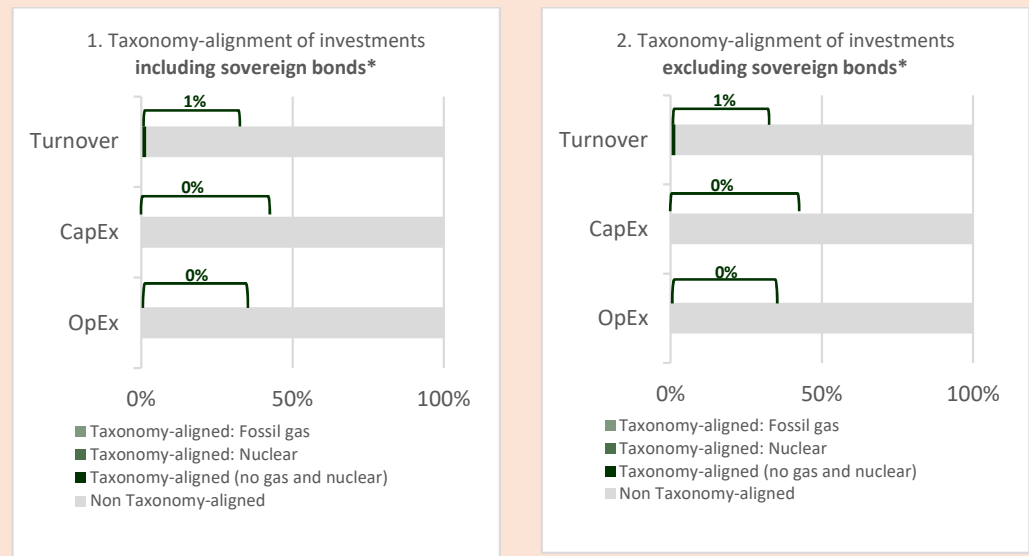 1. Taxonomy-alignment of investments
including sovereign bonds*
1%
Turnover
0%
CapEx
0%
OpEx
0% 50% 100%
Taxonomy-aligned: Fossil gas
Taxonomy-aligned: Nuclear
Taxonomy-aligned (no gas and nuclear)
Non Taxonomy-aligned
2. Taxonomy-alignment of investments
excluding sovereign bonds*
1%
Turnover
0%
CapEx
0%
OpEx
0% 50% 100%
Taxonomy-aligned: Fossil gas
Taxonomy-aligned: Nuclear
Taxonomy-aligned (no gas and nuclear)
Non Taxonomy-aligned